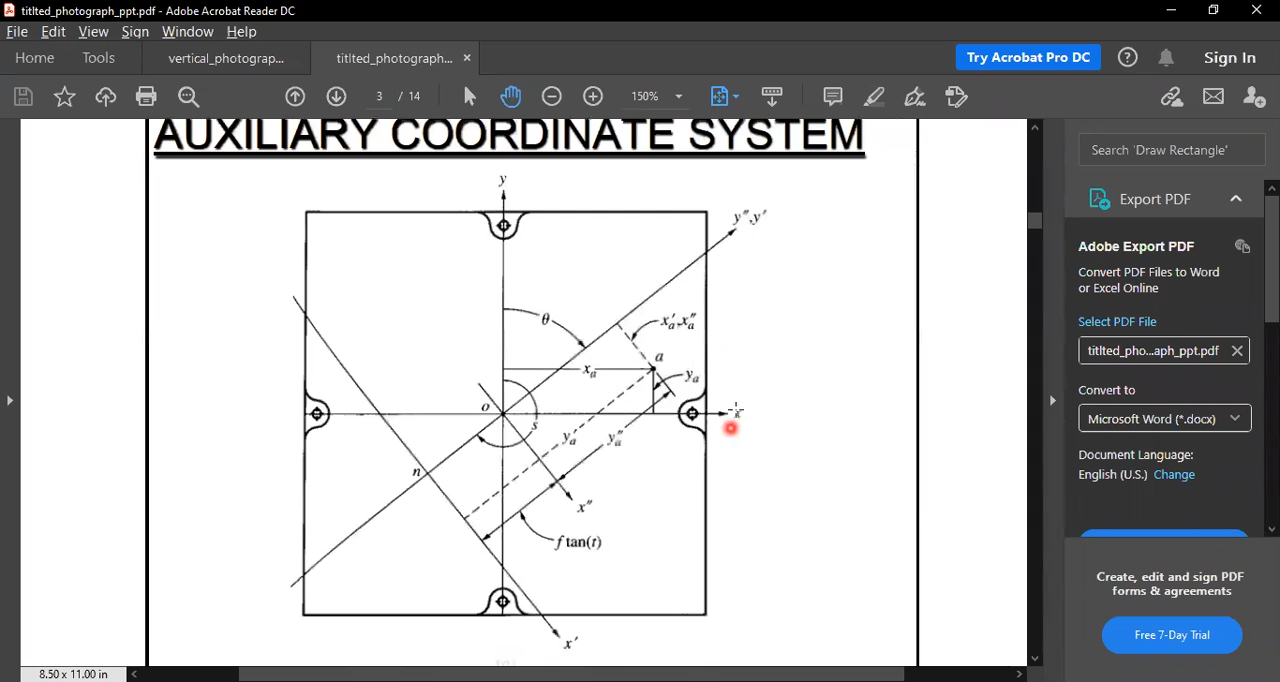 titlted_photograph_ppt.pdf - Adobe Acrobat Reader DC
File Edit View Sign Window Help
Home Tools vertical_photograp... titlted_photograph... × Try Acrobat Pro DC ? Sign In
3 / 14 150%
AUXILIARY COORDINATE SYSTEM
y
y″,y′
θ
x′a,x″a
a
xa
ya
o
s
y′a
y″a
n
x″
f tan(t)
x′
8.50 x 11.00 in
Search 'Draw Rectangle'
Export PDF
Adobe Export PDF
Convert PDF Files to Word
or Excel Online
Select PDF File
titlted_pho...aph_ppt.pdf
Convert to
Microsoft Word (*.docx)
Document Language:
English (U.S.) Change
Create, edit and sign PDF
forms & agreements
Free 7-Day Trial